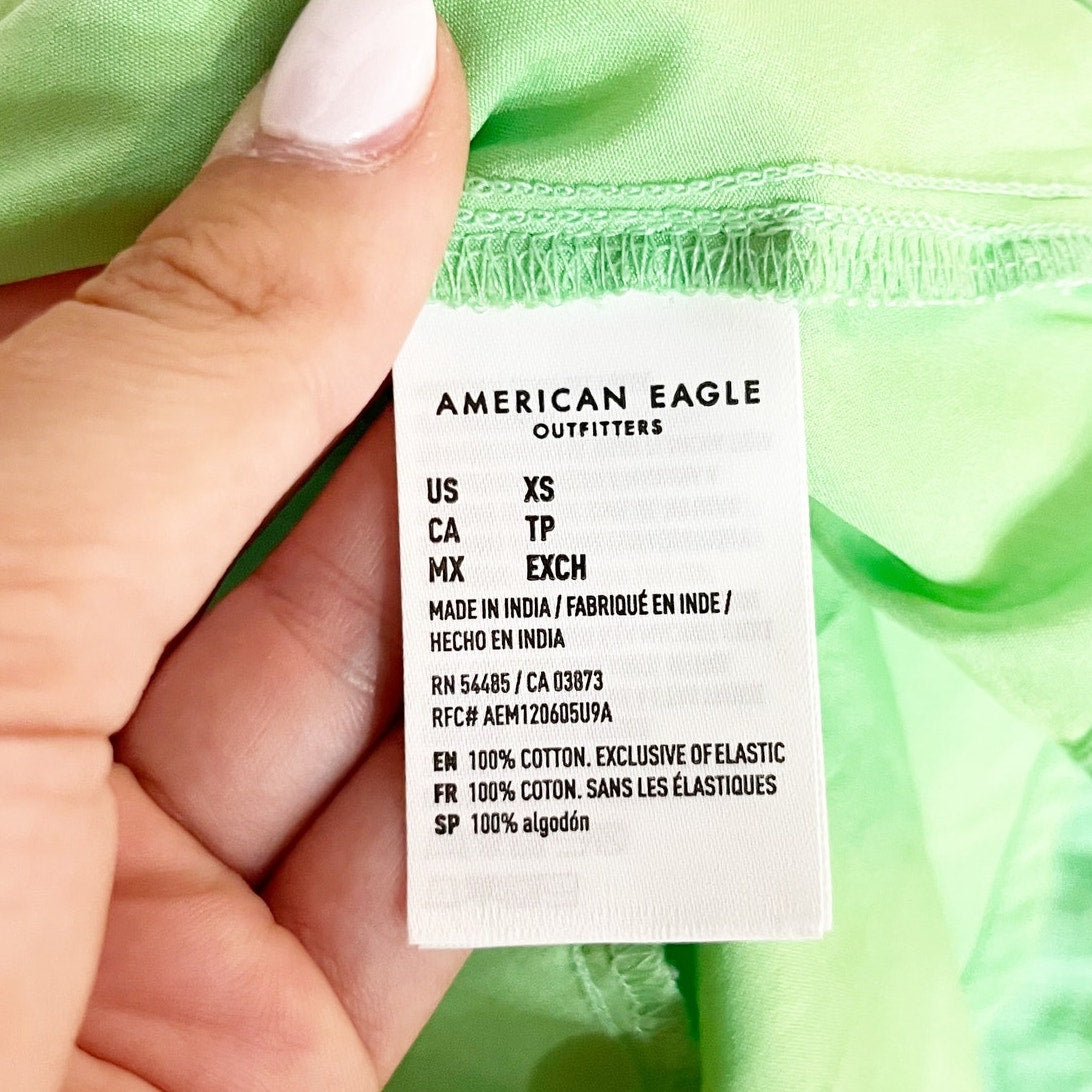 AMERICAN EAGLE
OUTFITTERS
US XS
CA TP
MX EXCH
MADE IN INDIA / FABRIQUÉ EN INDE /
HECHO EN INDIA
RN 54485 / CA 03873
RFC# AEM120605U9A
EN 100% COTTON. EXCLUSIVE OF ELASTIC
FR 100% COTON. SANS LES ÉLASTIQUES
SP 100% algodón